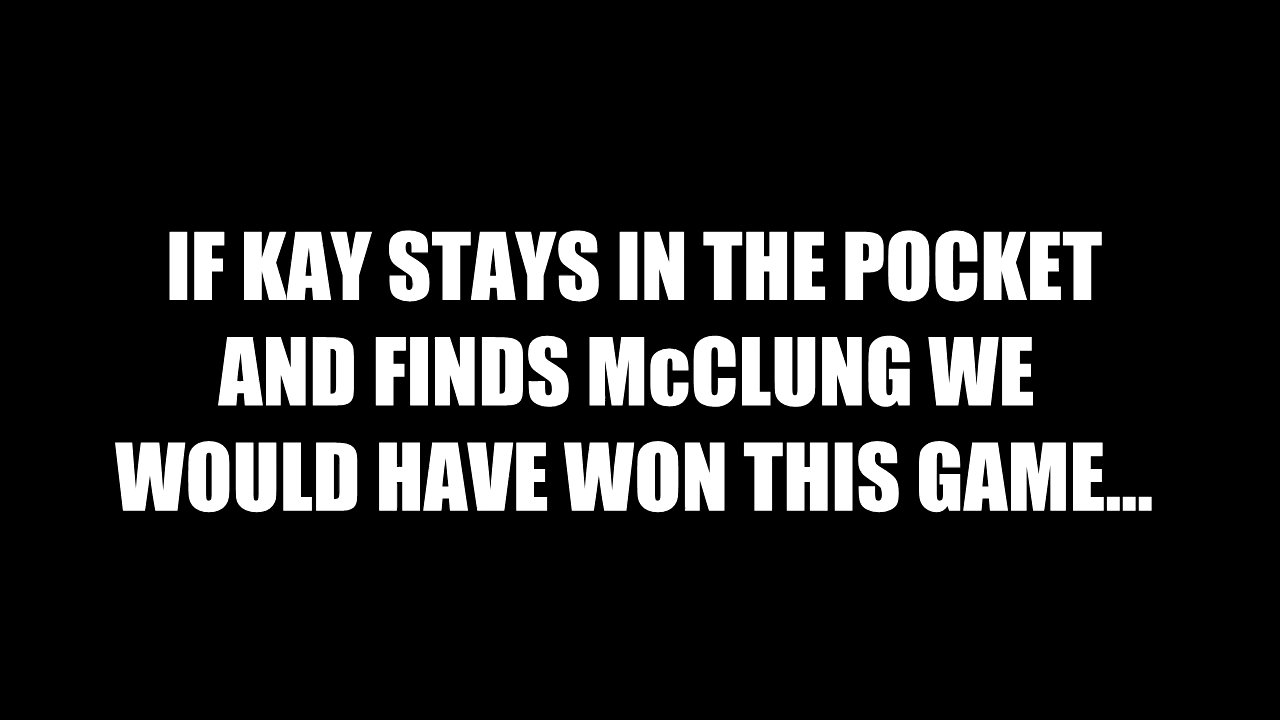 IF KAY STAYS IN THE POCKET
AND FINDS McCLUNG WE
WOULD HAVE WON THIS GAME...